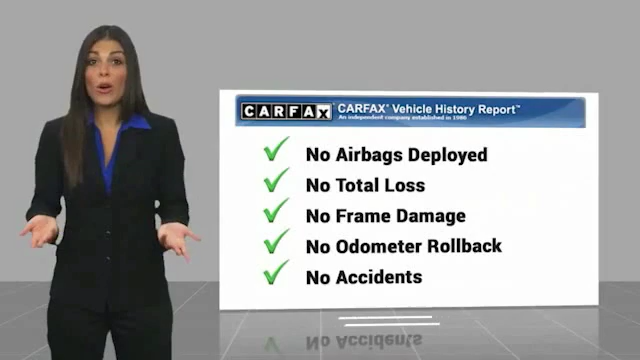 CARFAX CARFAX® Vehicle History Report™
An independent company established in 1986
No Airbags Deployed
No Total Loss
No Frame Damage
No Odometer Rollback
No Accidents